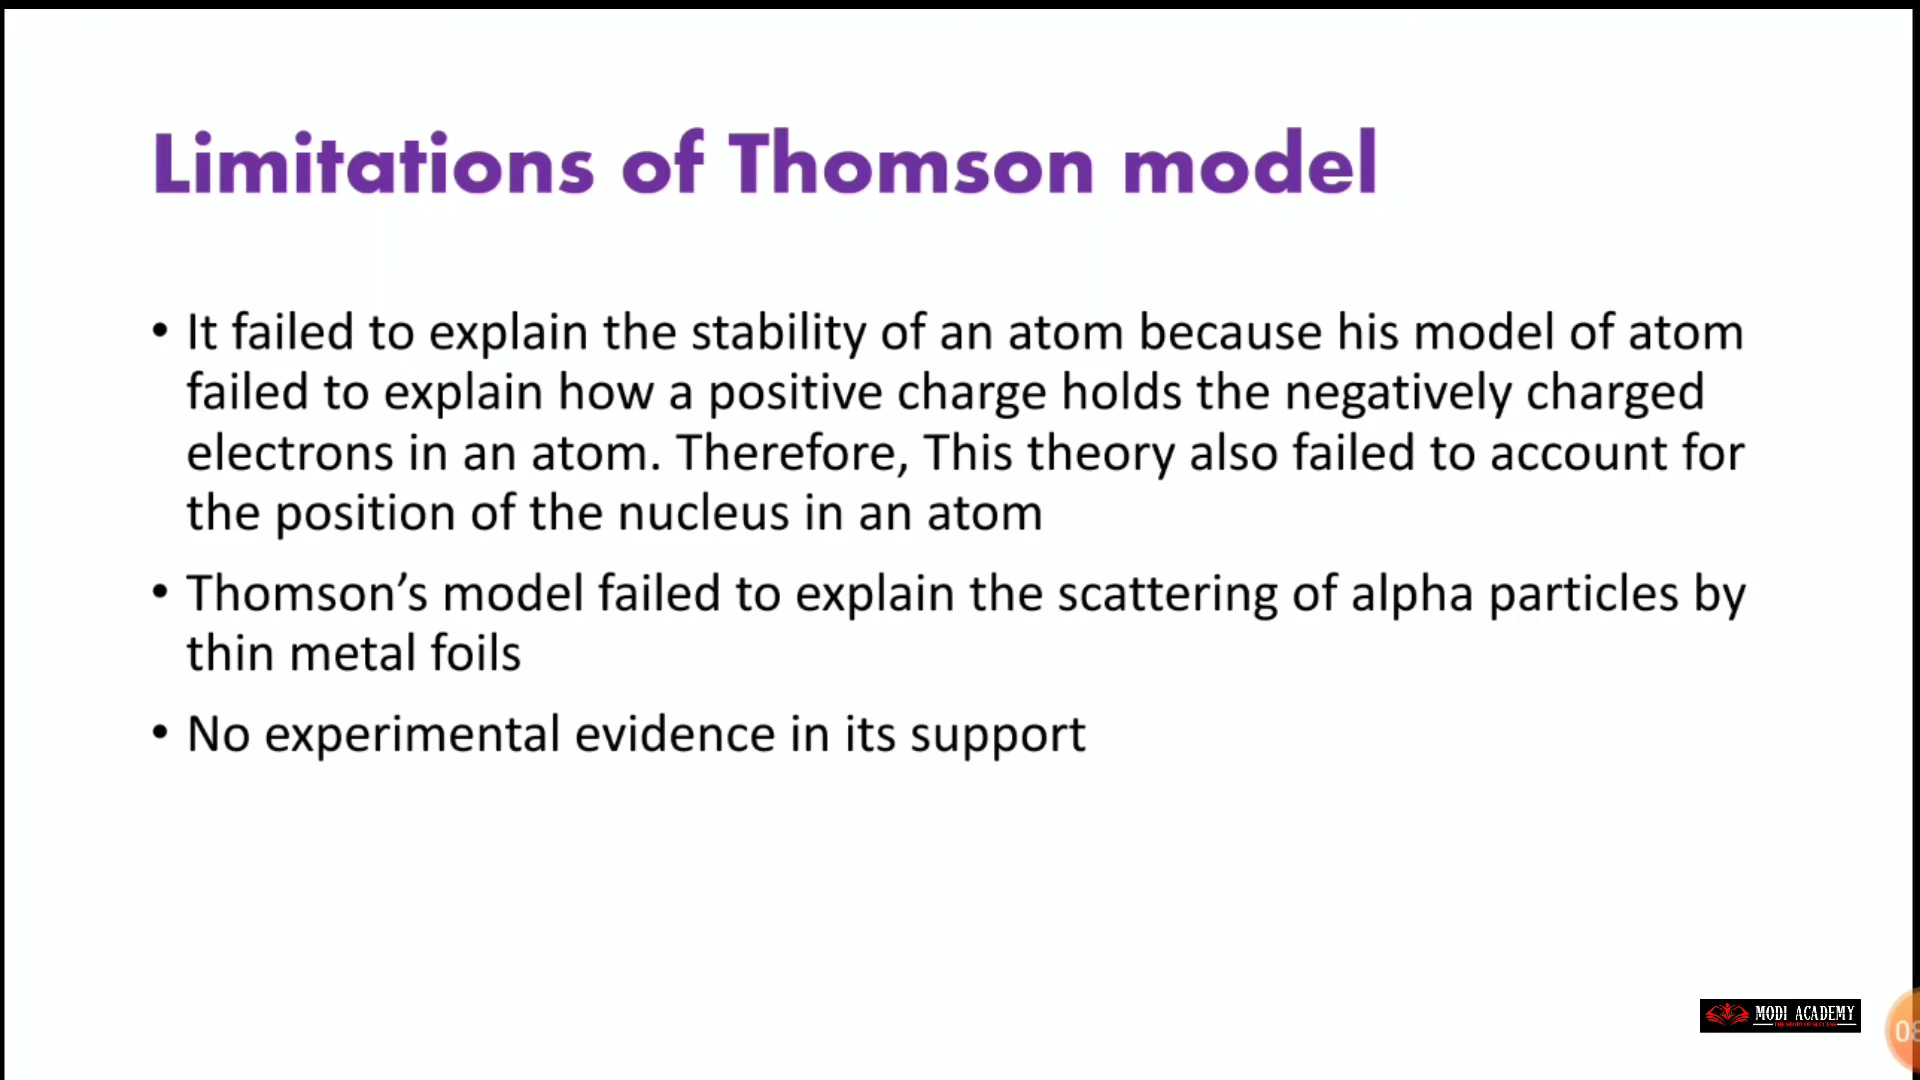 Limitations of Thomson model
• It failed to explain the stability of an atom because his model of atom
failed to explain how a positive charge holds the negatively charged
electrons in an atom. Therefore, This theory also failed to account for
the position of the nucleus in an atom
• Thomson’s model failed to explain the scattering of alpha particles by
thin metal foils
• No experimental evidence in its support
MODI ACADEMY